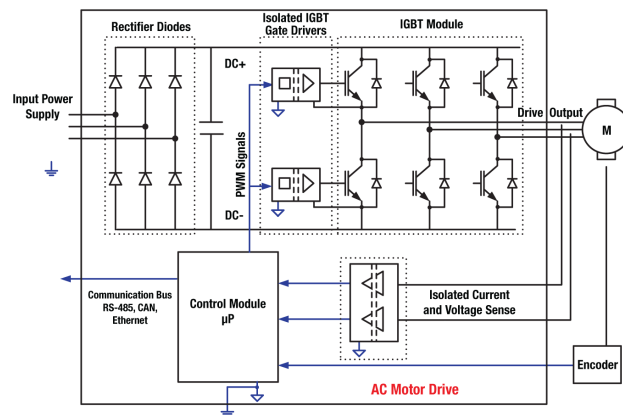 Rectifier Diodes
Isolated IGBT
Gate Drivers
IGBT Module
DC+
Input Power
Supply
Drive Output
M
PWM Signals
DC-
Communication Bus
RS-485, CAN,
Ethernet
Control Module
µP
Isolated Current
and Voltage Sense
Encoder
AC Motor Drive